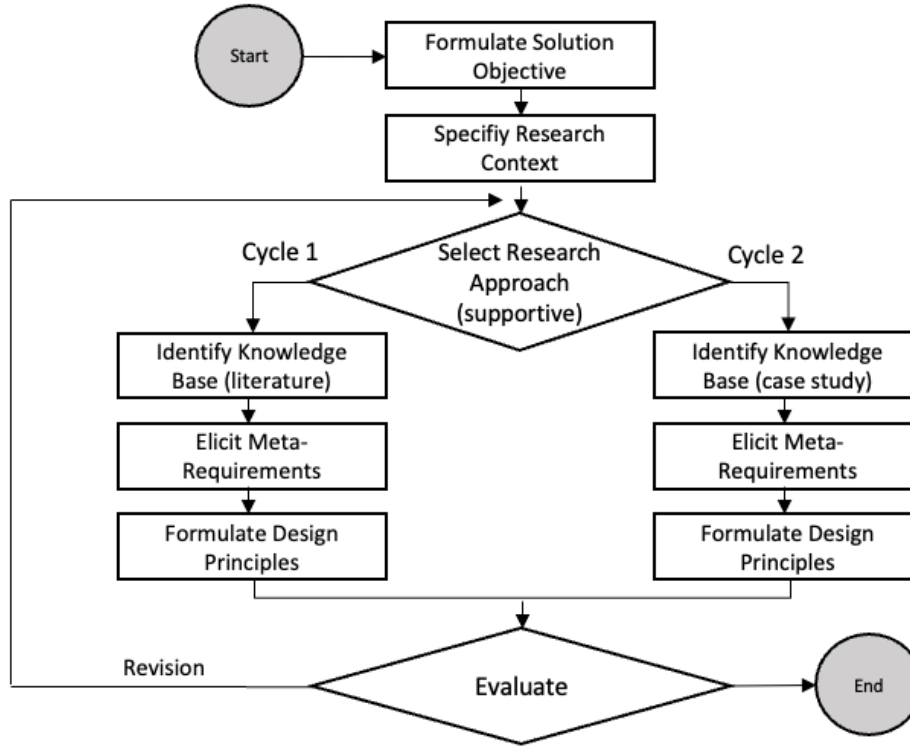 Start
Formulate Solution
Objective
Specifiy Research
Context
Cycle 1
Select Research
Approach
(supportive)
Cycle 2
Identify Knowledge
Base (literature)
Identify Knowledge
Base (case study)
Elicit Meta-
Requirements
Elicit Meta-
Requirements
Formulate Design
Principles
Formulate Design
Principles
Revision
Evaluate
End